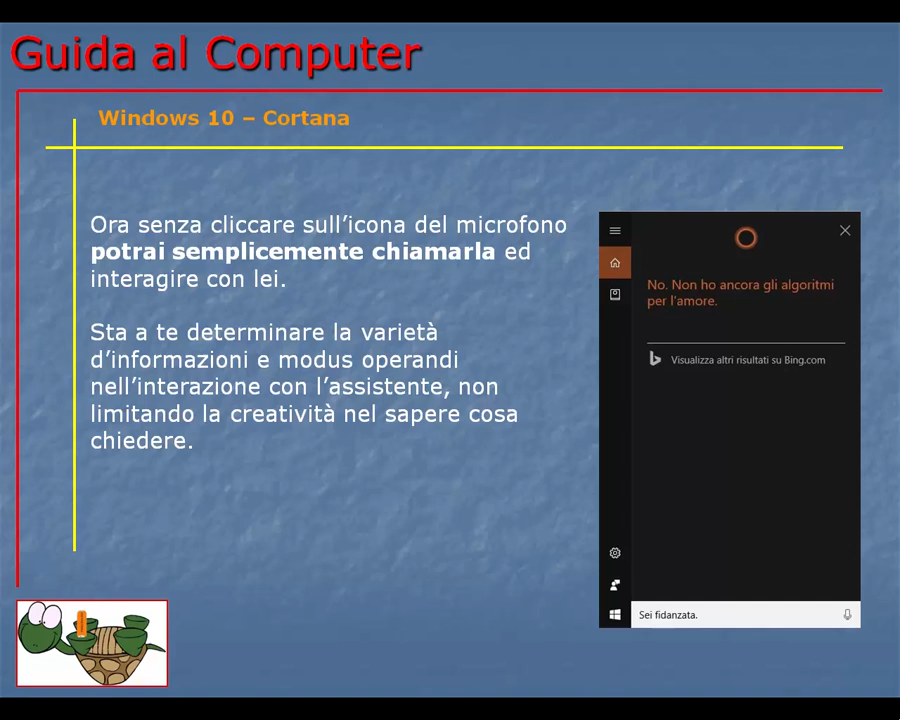 Guida al Computer
Windows 10 – Cortana
Ora senza cliccare sull’icona del microfono
potrai semplicemente chiamarla ed
interagire con lei.
Sta a te determinare la varietà
d’informazioni e modus operandi
nell’interazione con l’assistente, non
limitando la creatività nel sapere cosa
chiedere.
No. Non ho ancora gli algoritmi
per l'amore.
Visualizza altri risultati su Bing.com
Sei fidanzata.